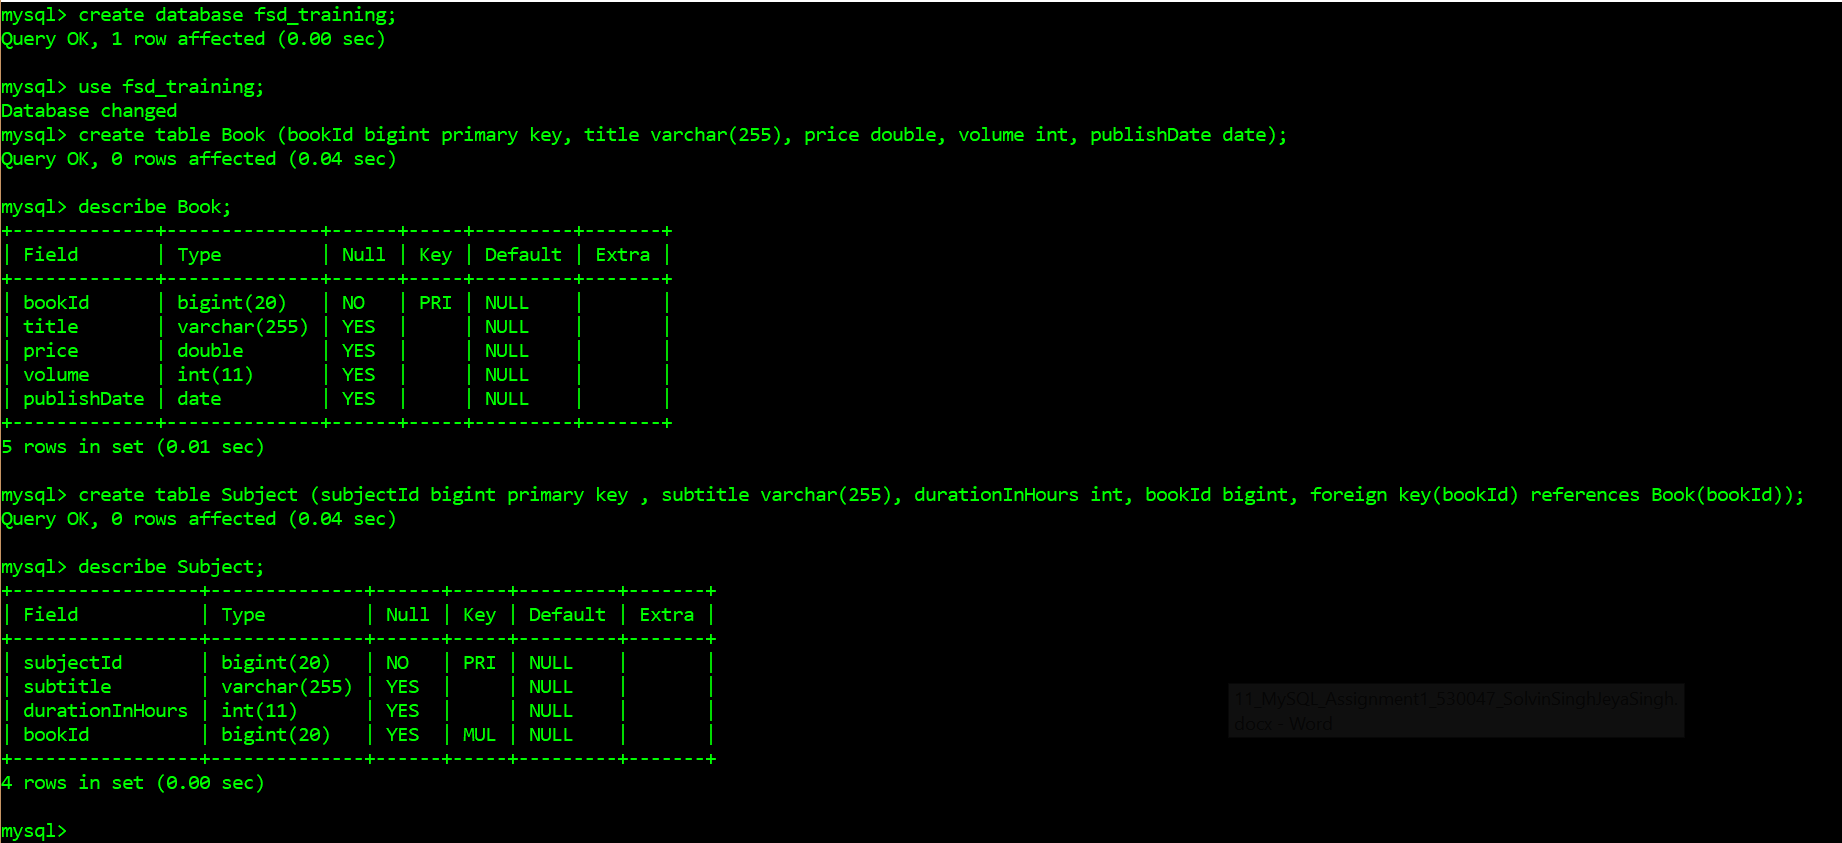 mysql> create database fsd_training;
Query OK, 1 row affected (0.00 sec)

mysql> use fsd_training;
Database changed
mysql> create table Book (bookId bigint primary key, title varchar(255), price double, volume int, publishDate date);
Query OK, 0 rows affected (0.04 sec)

mysql> describe Book;
+-------------+--------------+------+-----+---------+-------+
| Field       | Type         | Null | Key | Default | Extra |
+-------------+--------------+------+-----+---------+-------+
| bookId      | bigint(20)   | NO   | PRI | NULL    |       |
| title       | varchar(255) | YES  |     | NULL    |       |
| price       | double       | YES  |     | NULL    |       |
| volume      | int(11)      | YES  |     | NULL    |       |
| publishDate | date         | YES  |     | NULL    |       |
+-------------+--------------+------+-----+---------+-------+
5 rows in set (0.01 sec)

mysql> create table Subject (subjectId bigint primary key , subtitle varchar(255), durationInHours int, bookId bigint, foreign key(bookId) references Book(bookId));
Query OK, 0 rows affected (0.04 sec)

mysql> describe Subject;
+-----------------+--------------+------+-----+---------+-------+
| Field           | Type         | Null | Key | Default | Extra |
+-----------------+--------------+------+-----+---------+-------+
| subjectId       | bigint(20)   | NO   | PRI | NULL    |       |
| subtitle        | varchar(255) | YES  |     | NULL    |       |
| durationInHours | int(11)      | YES  |     | NULL    |       |
| bookId          | bigint(20)   | YES  | MUL | NULL    |       |
+-----------------+--------------+------+-----+---------+-------+
4 rows in set (0.00 sec)

mysql>
11_MySQL_Assignment1_530047_SolvinSinghJeyaSingh.
docx - Word